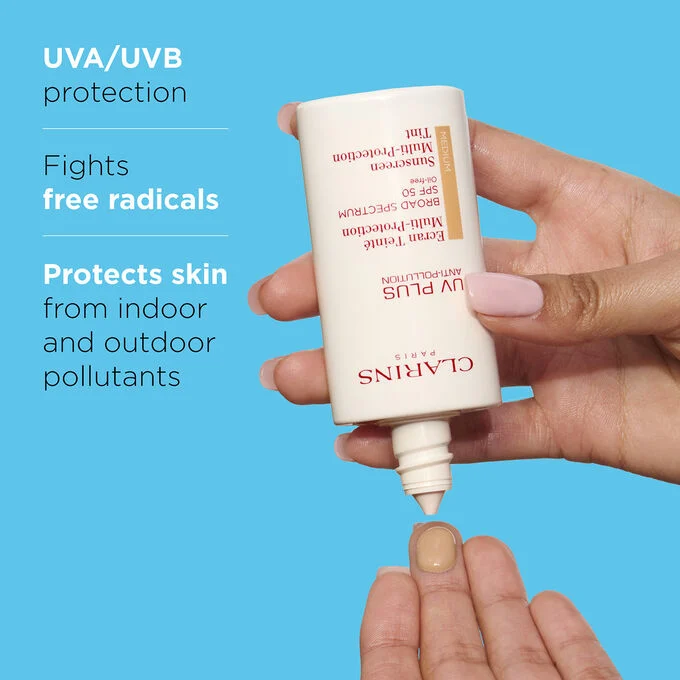 UVA/UVB
protection
Fights
free radicals
Protects skin
from indoor
and outdoor
pollutants
CLARINS
PARIS
UV PLUS
ANTI-POLLUTION
Ecran Teinté
Multi-Protection
BROAD SPECTRUM
SPF 50
Oil-free
Sunscreen
Multi-Protection
Tint
MEDIUM